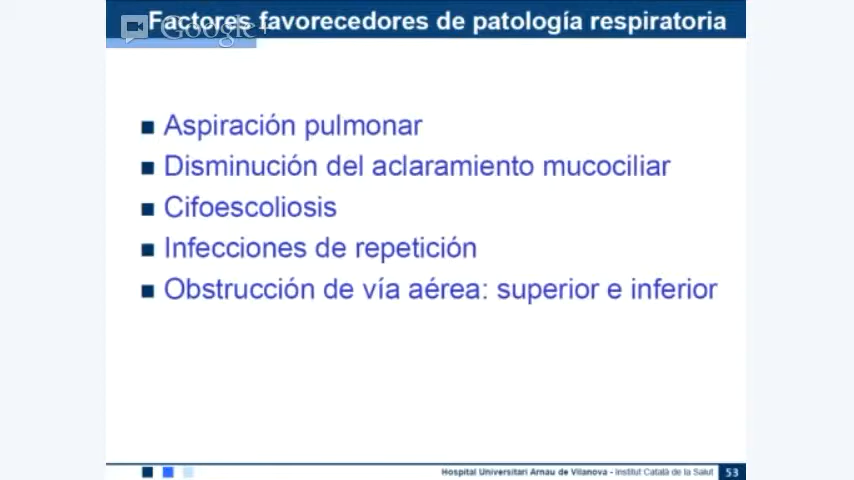 Factores favorecedores de patología respiratoria
Google+
Aspiración pulmonar
Disminución del aclaramiento mucociliar
Cifoescoliosis
Infecciones de repetición
Obstrucción de vía aérea: superior e inferior
Hospital Universitari Arnau de Vilanova - Institut Català de la Salut 53